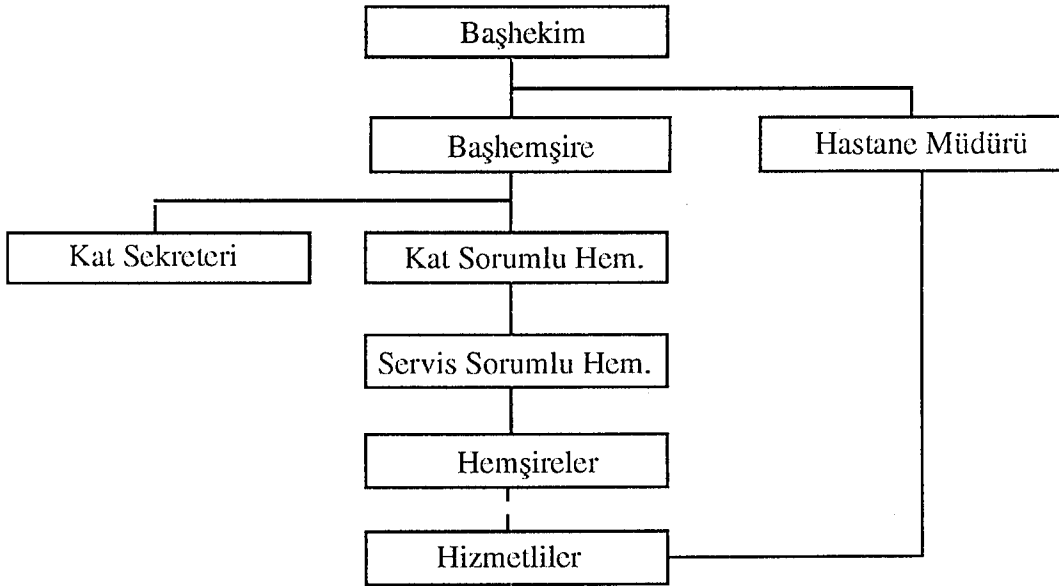 Başhekim
Başhemşire
Hastane Müdürü
Kat Sekreteri
Kat Sorumlu Hem.
Servis Sorumlu Hem.
Hemşireler
Hizmetliler